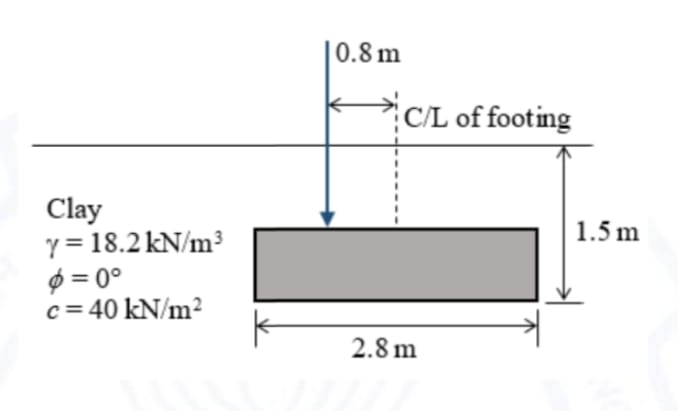 0.8 m
C/L of footing
Clay
γ = 18.2 kN/m³
ϕ = 0°
c = 40 kN/m²
1.5 m
2.8 m